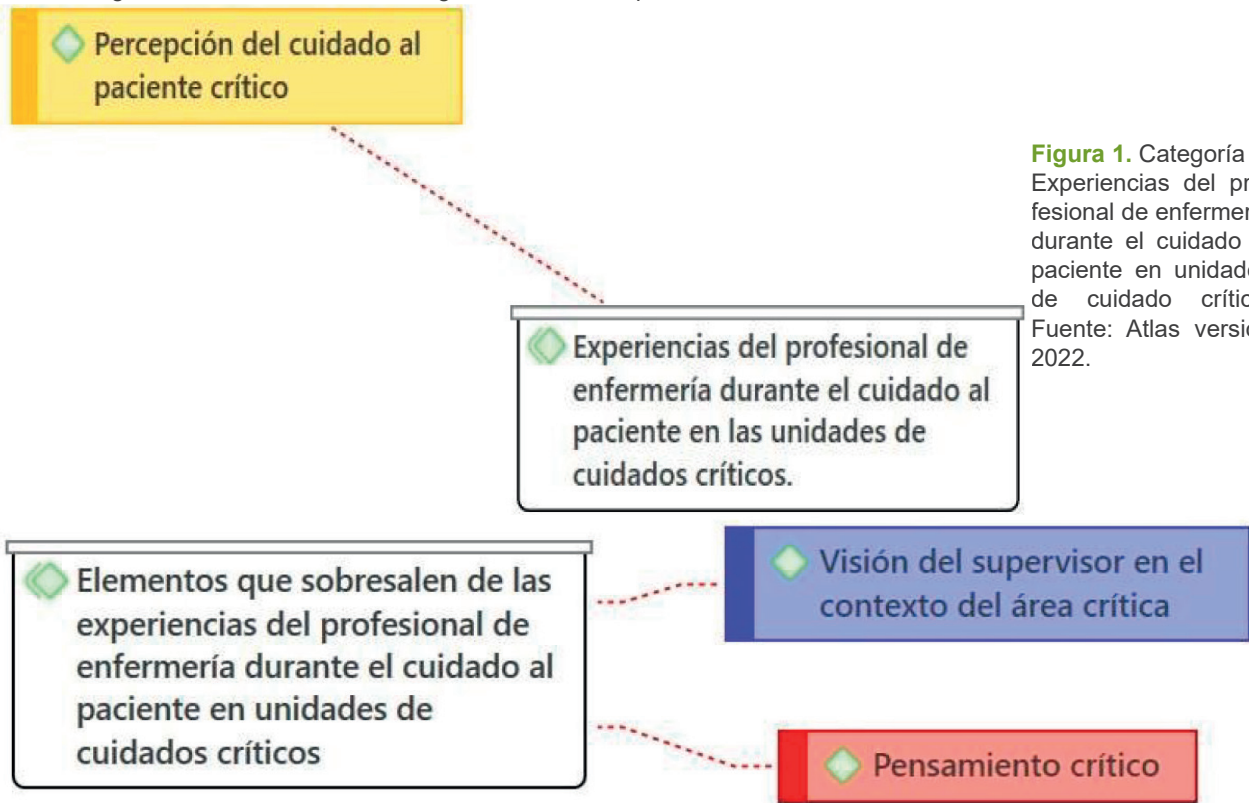 Percepción del cuidado al
paciente crítico
Figura 1. Categoría
Experiencias del pr
fesional de enfermer
durante el cuidado
paciente en unidad
de cuidado crític
Fuente: Atlas versi
2022.
Experiencias del profesional de
enfermería durante el cuidado al
paciente en las unidades de
cuidados críticos.
Elementos que sobresalen de las
experiencias del profesional de
enfermería durante el cuidado al
paciente en unidades de
cuidados críticos
Visión del supervisor en el
contexto del área crítica
Pensamiento crítico